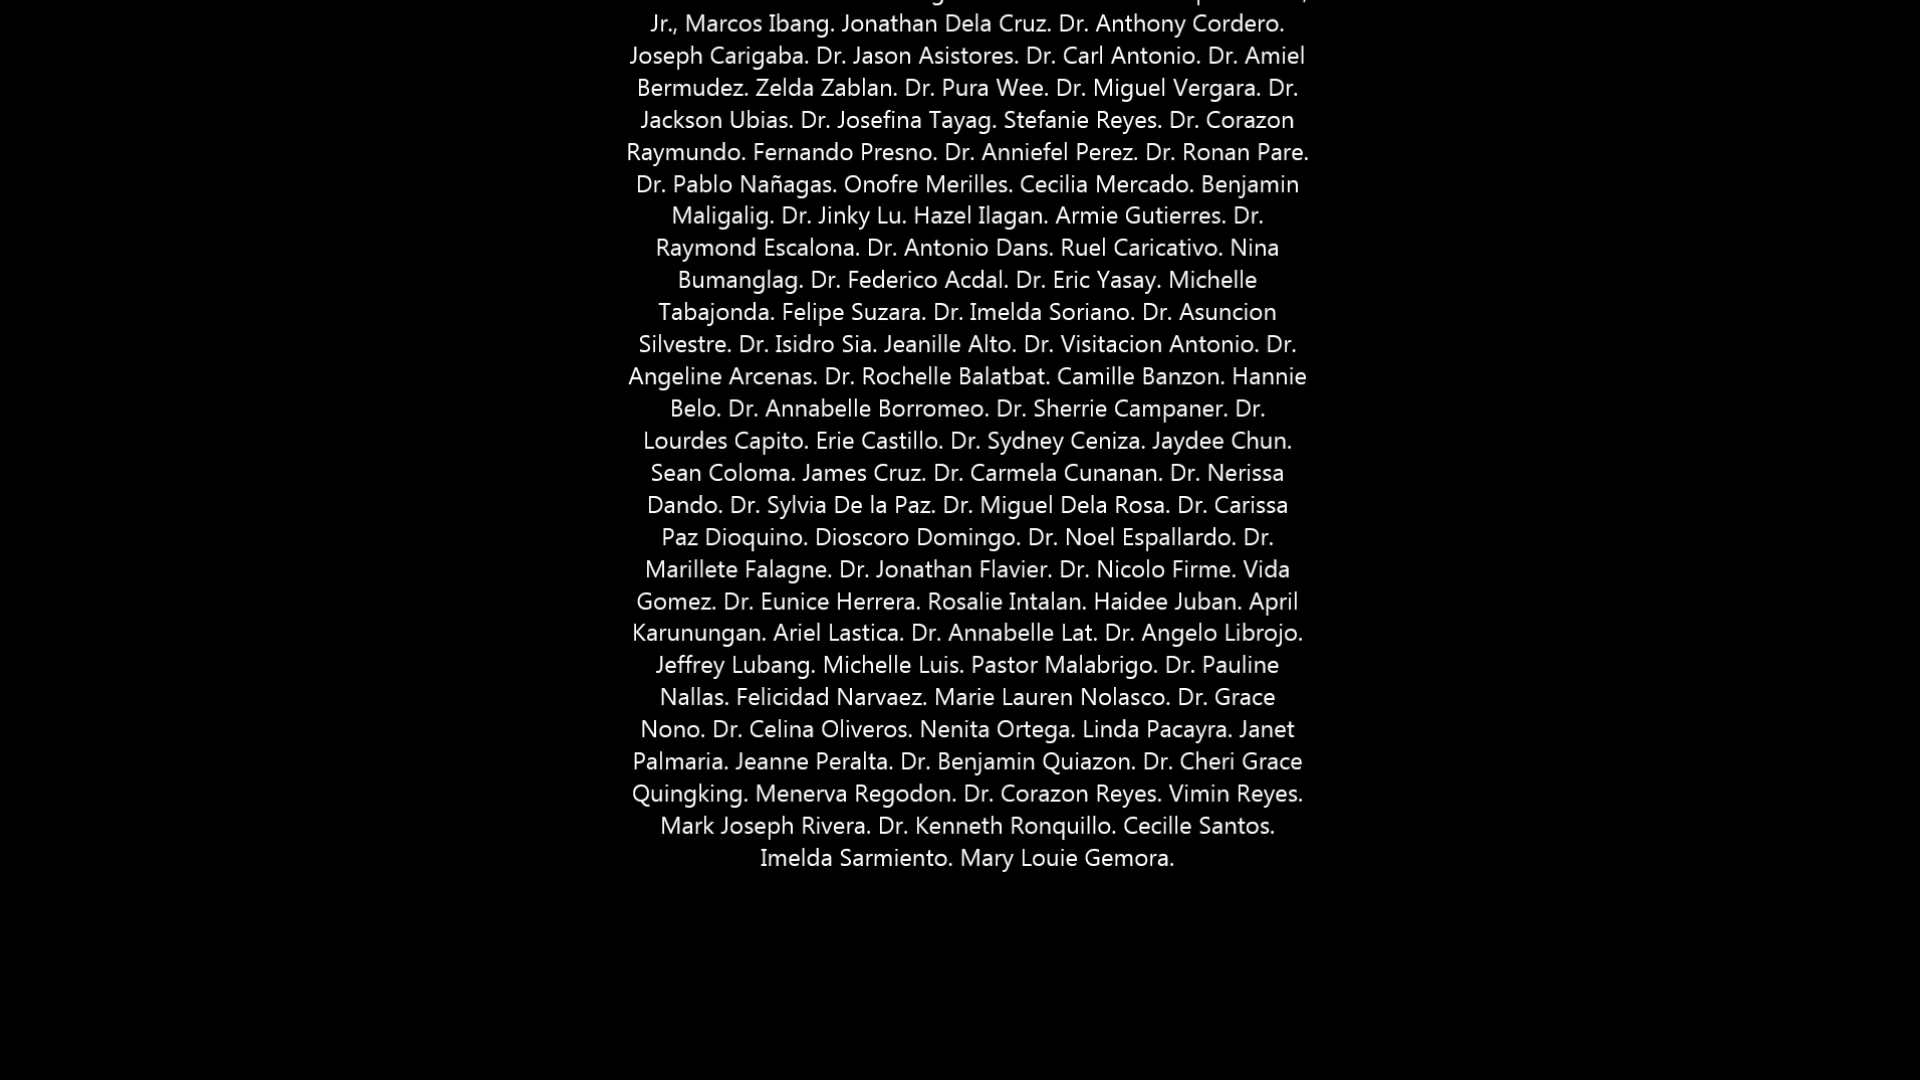 Jr., Marcos Ibang. Jonathan Dela Cruz. Dr. Anthony Cordero.
Joseph Carigaba. Dr. Jason Asistores. Dr. Carl Antonio. Dr. Amiel
Bermudez. Zelda Zablan. Dr. Pura Wee. Dr. Miguel Vergara. Dr.
Jackson Ubias. Dr. Josefina Tayag. Stefanie Reyes. Dr. Corazon
Raymundo. Fernando Presno. Dr. Anniefel Perez. Dr. Ronan Pare.
Dr. Pablo Nañagas. Onofre Merilles. Cecilia Mercado. Benjamin
Maligalig. Dr. Jinky Lu. Hazel Ilagan. Armie Gutierres. Dr.
Raymond Escalona. Dr. Antonio Dans. Ruel Caricativo. Nina
Bumanglag. Dr. Federico Acdal. Dr. Eric Yasay. Michelle
Tabajonda. Felipe Suzara. Dr. Imelda Soriano. Dr. Asuncion
Silvestre. Dr. Isidro Sia. Jeanille Alto. Dr. Visitacion Antonio. Dr.
Angeline Arcenas. Dr. Rochelle Balatbat. Camille Banzon. Hannie
Belo. Dr. Annabelle Borromeo. Dr. Sherrie Campaner. Dr.
Lourdes Capito. Erie Castillo. Dr. Sydney Ceniza. Jaydee Chun.
Sean Coloma. James Cruz. Dr. Carmela Cunanan. Dr. Nerissa
Dando. Dr. Sylvia De la Paz. Dr. Miguel Dela Rosa. Dr. Carissa
Paz Dioquino. Dioscoro Domingo. Dr. Noel Espallardo. Dr.
Marillete Falagne. Dr. Jonathan Flavier. Dr. Nicolo Firme. Vida
Gomez. Dr. Eunice Herrera. Rosalie Intalan. Haidee Juban. April
Karunungan. Ariel Lastica. Dr. Annabelle Lat. Dr. Angelo Librojo.
Jeffrey Lubang. Michelle Luis. Pastor Malabrigo. Dr. Pauline
Nallas. Felicidad Narvaez. Marie Lauren Nolasco. Dr. Grace
Nono. Dr. Celina Oliveros. Nenita Ortega. Linda Pacayra. Janet
Palmaria. Jeanne Peralta. Dr. Benjamin Quiazon. Dr. Cheri Grace
Quingking. Menerva Regodon. Dr. Corazon Reyes. Vimin Reyes.
Mark Joseph Rivera. Dr. Kenneth Ronquillo. Cecille Santos.
Imelda Sarmiento. Mary Louie Gemora.